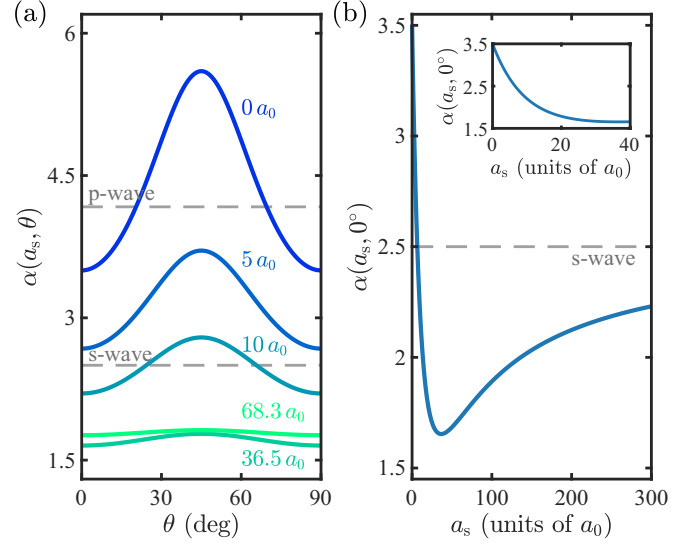 (a)
6
4.5
3
1.5
α(aₛ, θ)
0 a₀
p-wave
5 a₀
s-wave
10 a₀
68.3 a₀
36.5 a₀
0 30 60 90
θ (deg)
(b)
3.5
3
2.5
2
1.5
α(aₛ, 0°)
3.5
2.5
1.5
α(aₛ, 0°)
0 20 40
aₛ (units of a₀)
s-wave
0 100 200 300
aₛ (units of a₀)